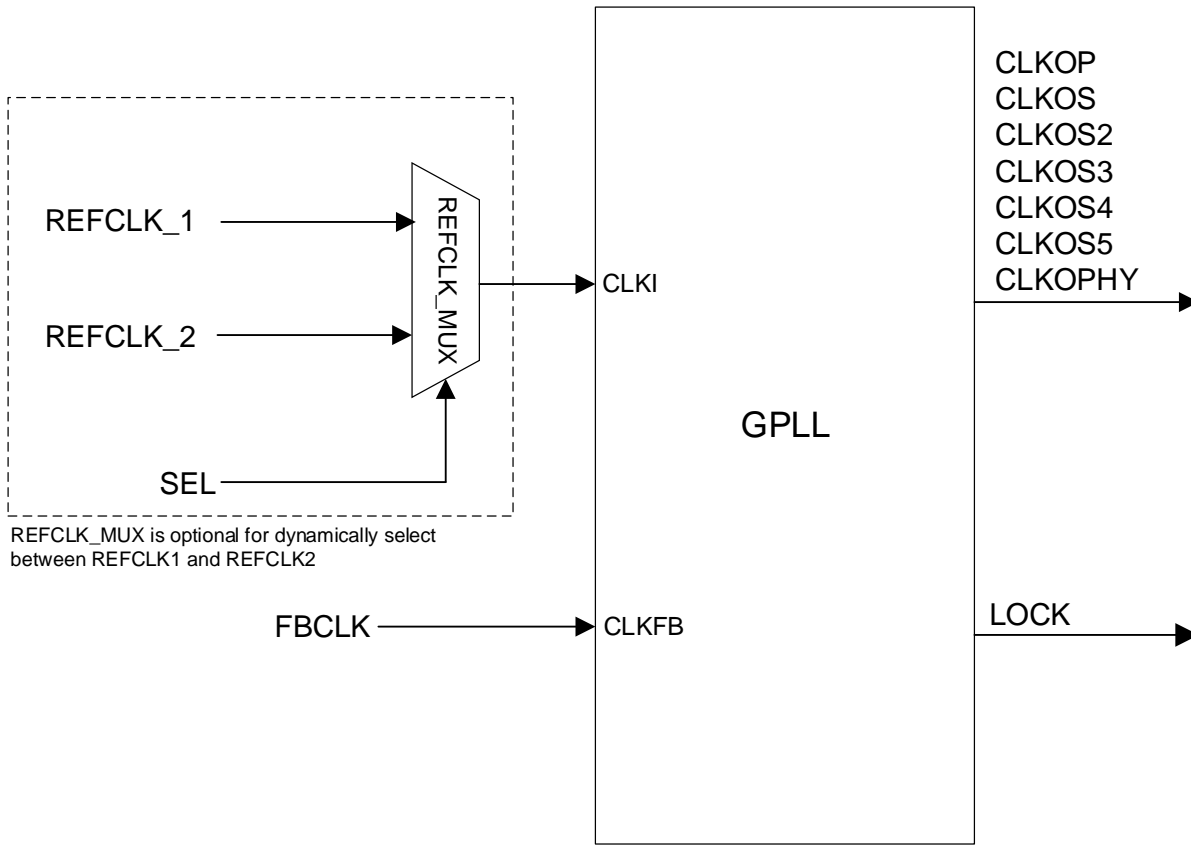 CLKOP
CLKOS
CLKOS2
CLKOS3
CLKOS4
CLKOS5
CLKOPHY
REFCLK_1
REFCLK_MUX
CLKI
REFCLK_2
GPLL
SEL
REFCLK_MUX is optional for dynamically select
between REFCLK1 and REFCLK2
FBCLK
CLKFB
LOCK